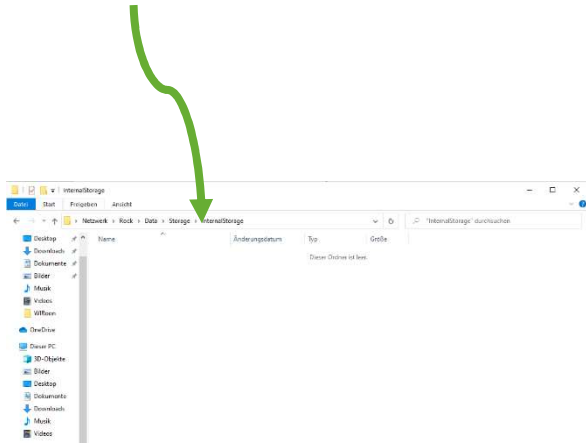 InternalStorage
Datei Start Freigeben Ansicht
Netzwerk › Rock › Data › Storage › InternalStorage
"InternalStorage" durchsuchen
Name Änderungsdatum Typ Größe
Dieser Ordner ist leer.
Desktop
Downloads
Dokumente
Bilder
Musik
Videos
OneDrive
Dieser PC
3D-Objekte
Bilder
Desktop
Dokumente
Downloads
Musik
Videos